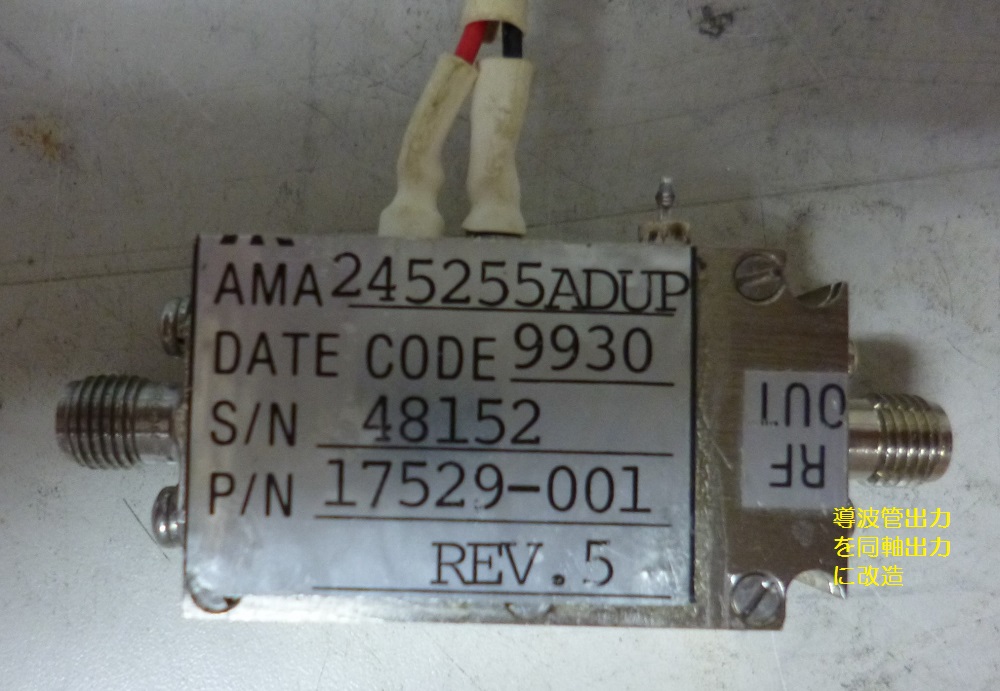 AMA 245255ADUP
DATE CODE 9930
S/N 48152
P/N 17529-001
REV.5
RF
OUT
導波管出力
を同軸出力
に改造